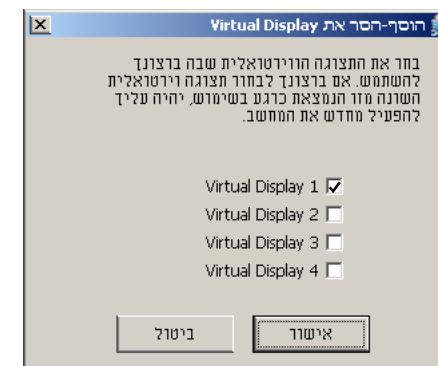 הוסף-הסר את Virtual Display
בחר את התצוגה הווירטואלית שבה ברצונך
להשתמש. אם ברצונך לבחור תצוגה וירטואלית
השונה מזו הנמצאת כרגע בשימוש, יהיה עליך
להפעיל מחדש את המחשב.
Virtual Display 1
Virtual Display 2
Virtual Display 3
Virtual Display 4
אישור
ביטול